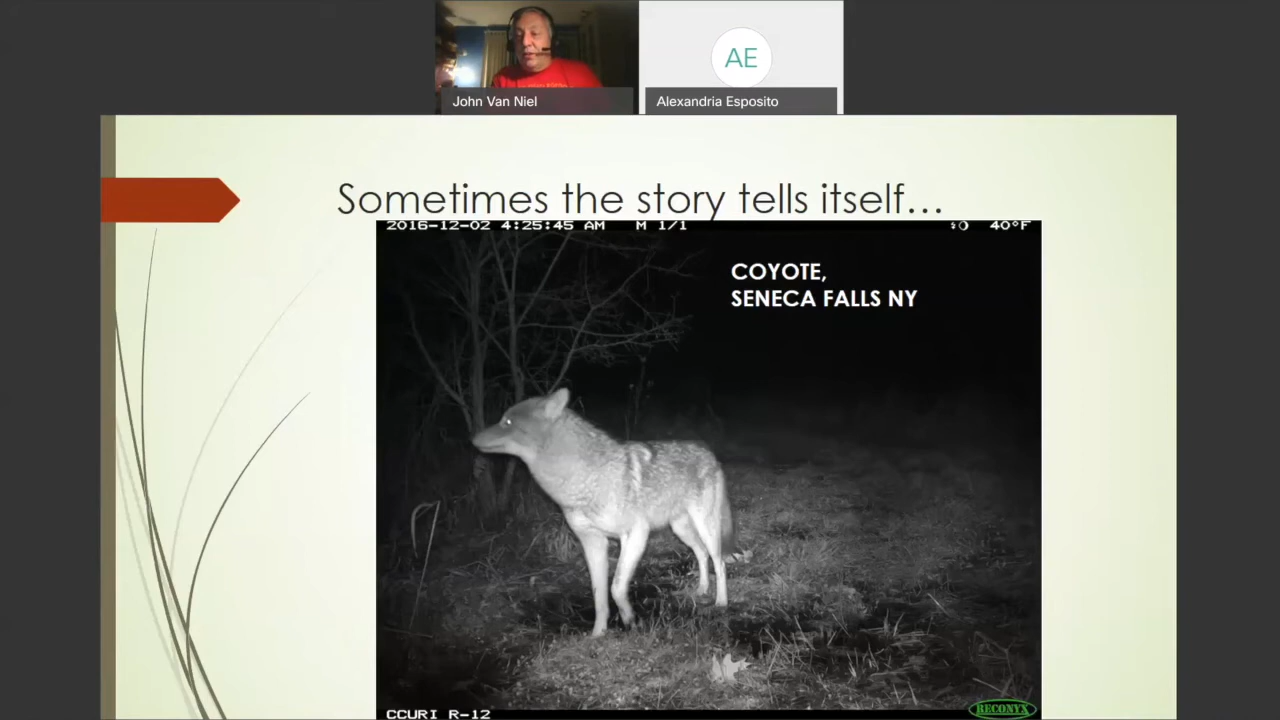 AE
John Van Niel
Alexandria Esposito
Sometimes the story tells itself...
2016-12-02 4:25:45 AM M 1/1 40°F
COYOTE,
SENECA FALLS NY
CCURI R-12
RECONYX